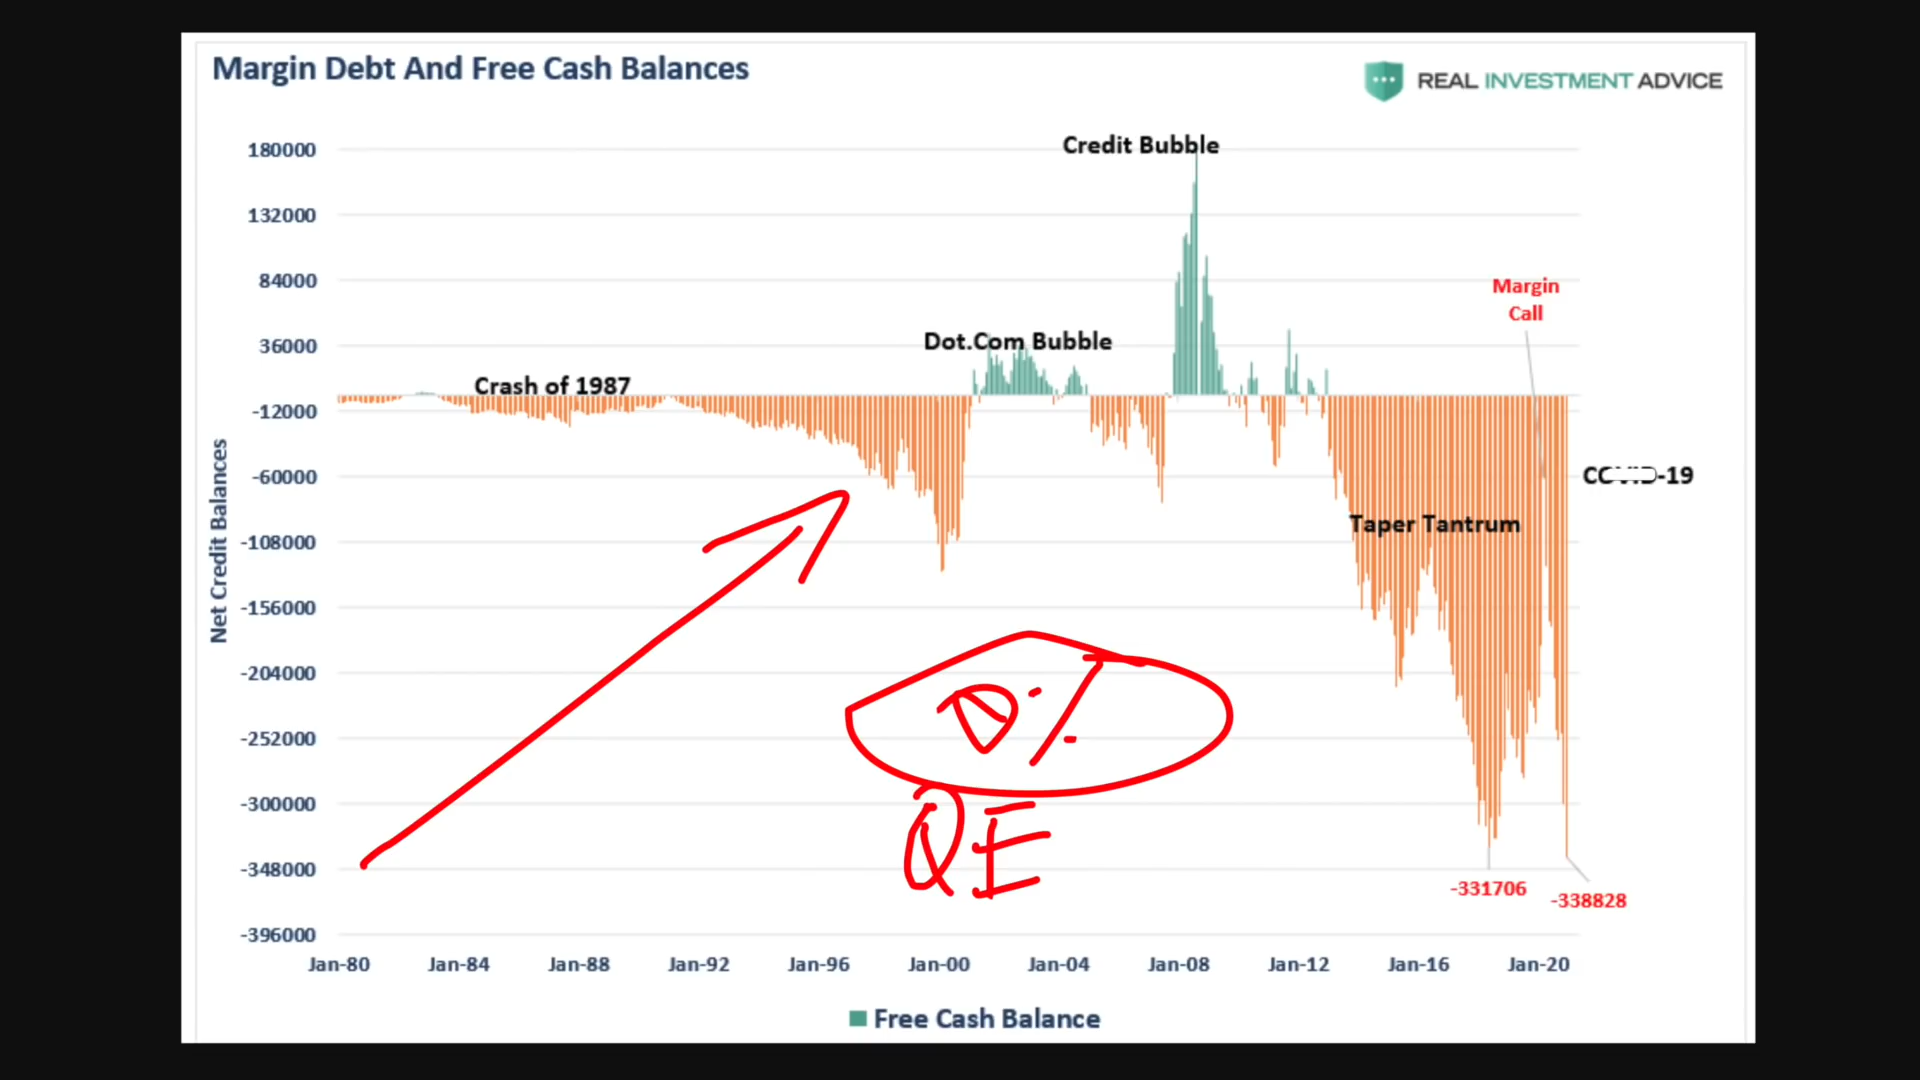 Margin Debt And Free Cash Balances
REAL INVESTMENT ADVICE
180000
132000
84000
36000
-12000
-60000
-108000
-156000
-204000
-252000
-300000
-348000
-396000
Net Credit Balances
Credit Bubble
Margin
Call
Dot.Com Bubble
Crash of 1987
COVID-19
Taper Tantrum
0%
QE
-331706
-338828
Jan-80 Jan-84 Jan-88 Jan-92 Jan-96 Jan-00 Jan-04 Jan-08 Jan-12 Jan-16 Jan-20
Free Cash Balance